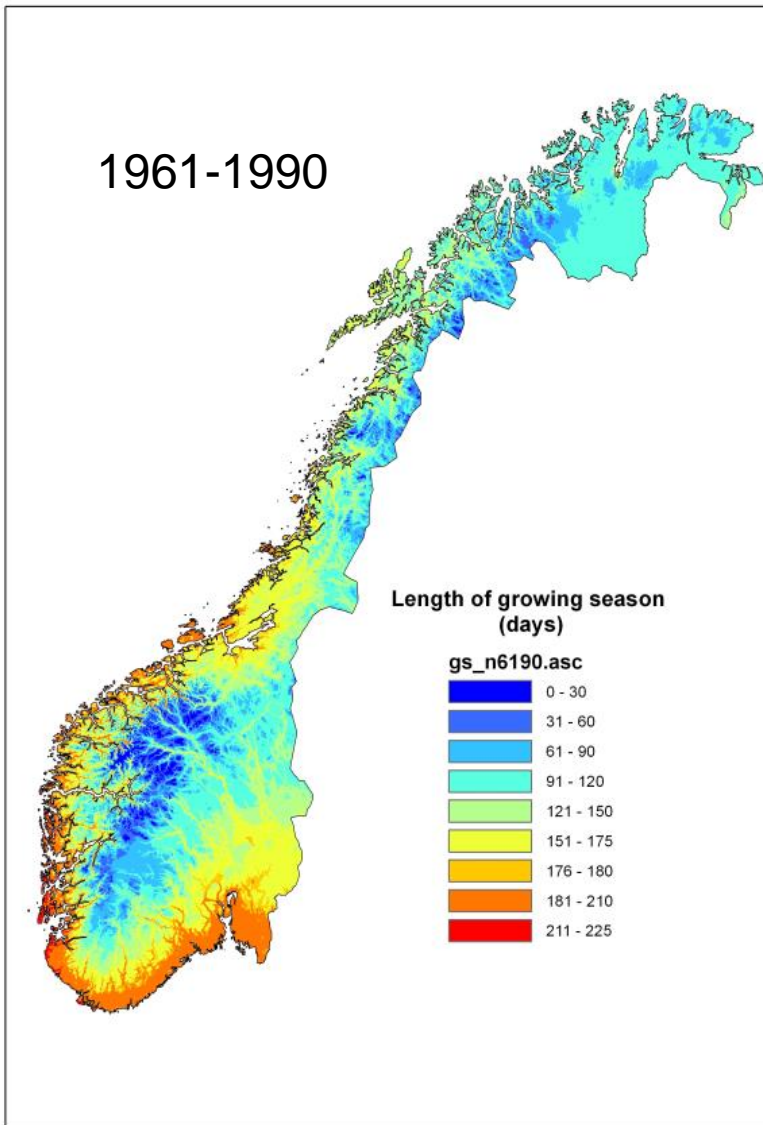 1961-1990
Length of growing season
(days)
gs_n6190.asc
0 - 30
31 - 60
61 - 90
91 - 120
121 - 150
151 - 175
176 - 180
181 - 210
211 - 225